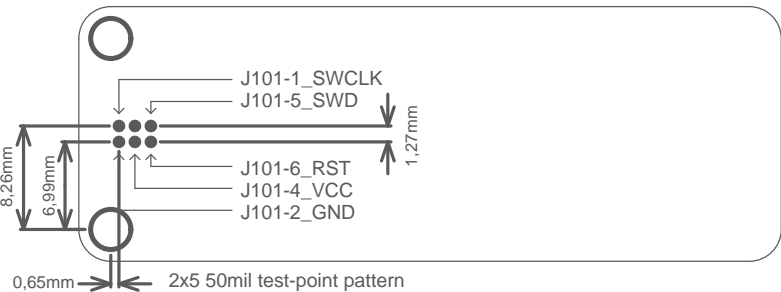 J101-1_SWCLK
J101-5_SWD
1,27mm
8,26mm
6,99mm
J101-6_RST
J101-4_VCC
J101-2_GND
0,65mm
2x5 50mil test-point pattern